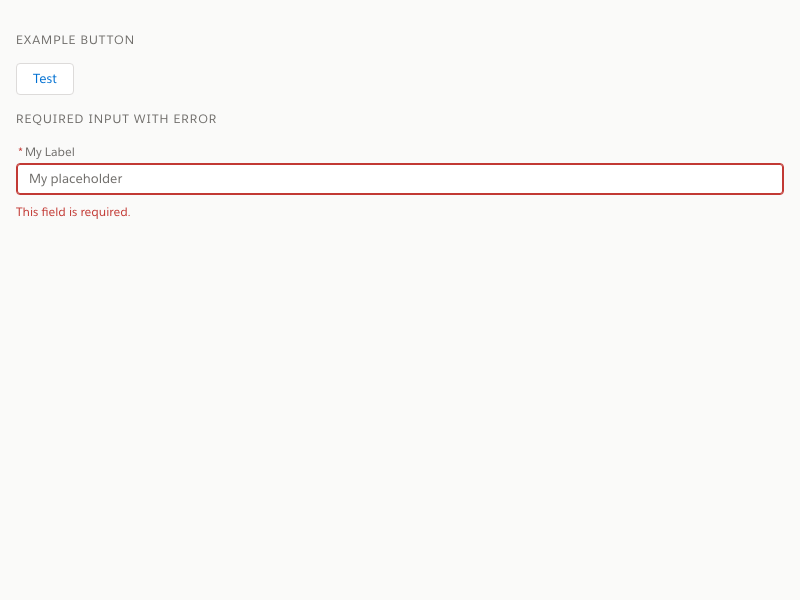 EXAMPLE BUTTON
Test
REQUIRED INPUT WITH ERROR
* My Label
My placeholder
This field is required.